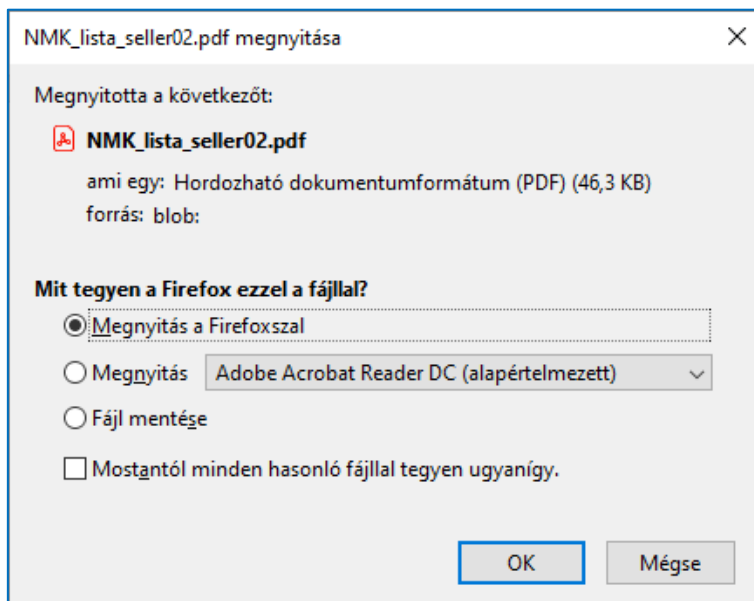 NMK_lista_seller02.pdf megnyitása
Megnyitotta a következőt:
NMK_lista_seller02.pdf
ami egy: Hordozható dokumentumformátum (PDF) (46,3 KB)
forrás: blob:
Mit tegyen a Firefox ezzel a fájllal?
Megnyitás a Firefoxszal
Megnyitás Adobe Acrobat Reader DC (alapértelmezett)
Fájl mentése
Mostantól minden hasonló fájllal tegyen ugyanígy.
OK Mégse